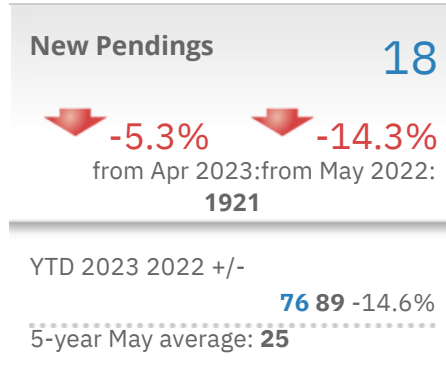 New Pendings
18
-5.3% -14.3%
from Apr 2023:from May 2022:
1921
YTD 2023 2022 +/-
76 89 -14.6%
5-year May average: 25